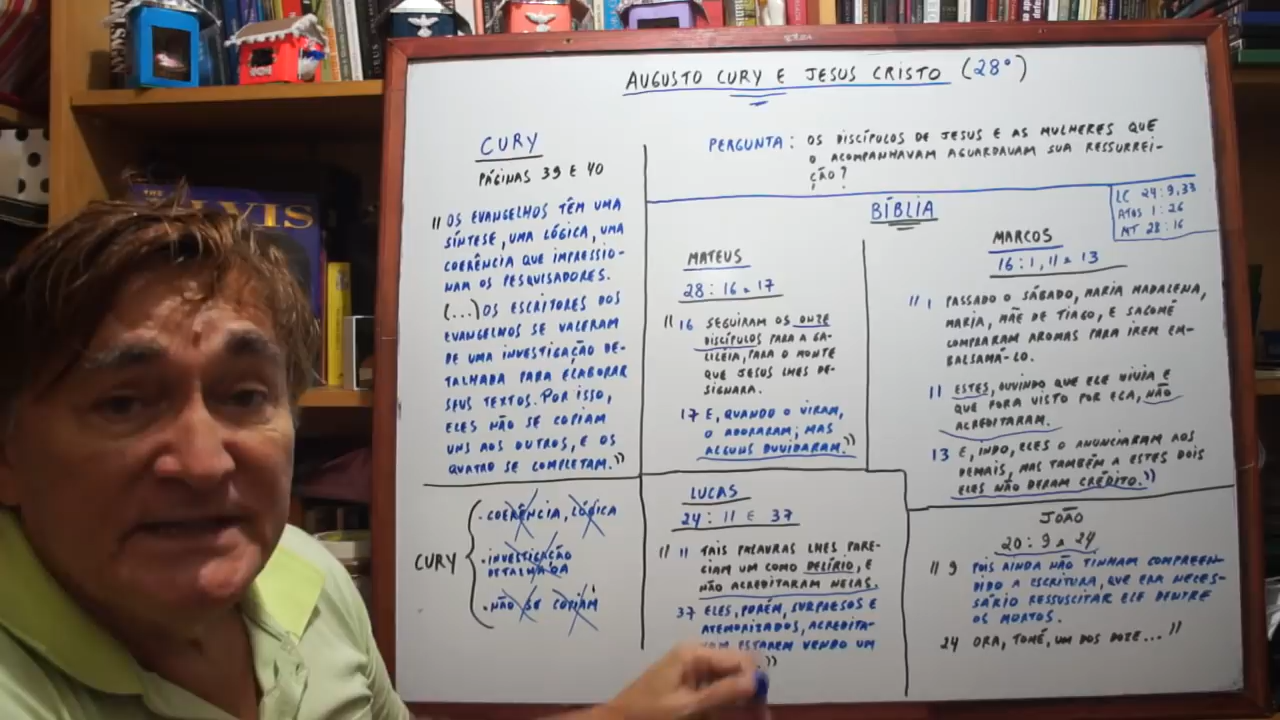 AUGUSTO CURY E JESUS CRISTO (28º)
CURY
PÁGINAS 39 E 40
"OS EVANGELHOS TÊM UMA
SÍNTESE, UMA LÓGICA, UMA
COERÊNCIA QUE IMPRESSIO-
NAM OS PESQUISADORES.
(...) OS ESCRITORES DOS
EVANGELHOS SE VALERAM
DE UMA INVESTIGAÇÃO DE-
TALHADA PARA ELABORAR
SEUS TEXTOS. POR ISSO,
ELES NÃO SE COPIAM
UNS AOS OUTROS, E OS
QUATRO SE COMPLETAM."
CURY
• COERÊNCIA, LÓGICA
• INVESTIGAÇÃO
DETALHADA
• NÃO SE COPIAM
PERGUNTA: OS DISCÍPULOS DE JESUS E AS MULHERES QUE
O ACOMPANHAVAM AGUARDAVAM SUA RESSURREI-
ÇÃO?
BÍBLIA
LC 24:9,33
ATOS 1:26
MT 28:16
MATEUS
28:16 a 17
"16 SEGUIRAM OS ONZE
DISCÍPULOS PARA A GA-
LILÉIA, PARA O MONTE
QUE JESUS LHES DE-
SIGNARA.
17 E, QUANDO O VIRAM,
O ADORARAM; MAS
ALGUNS DUVIDARAM."
MARCOS
16:1, 11 a 13
"1 PASSADO O SÁBADO, MARIA MADALENA,
MARIA, MÃE DE TIAGO, E SALOMÉ
COMPRARAM AROMAS PARA IREM EM-
BALSAMÁ-LO.
11 ESTES, OUVINDO QUE ELE VIVIA E
QUE FORA VISTO POR ELA, NÃO
ACREDITARAM.
13 E, INDO, ELES O ANUNCIARAM AOS
DEMAIS, MAS TAMBÉM A ESTES DOIS
ELES NÃO DERAM CRÉDITO."
LUCAS
24:11 E 37
"11 TAIS PALAVRAS LHES PARE-
CIAM UM COMO DELÍRIO, E
NÃO ACREDITARAM NELAS.
37 ELES, PORÉM, SURPRESOS E
ATEMORIZADOS, ACREDITA-
VAM ESTAREM VENDO UM
"
JOÃO
20:9 a 24
"9 POIS AINDA NÃO TINHAM COMPREEN-
DIDO A ESCRITURA, QUE ERA NECES-
SÁRIO RESSUSCITAR ELE DENTRE
OS MORTOS.
24 ORA, TOMÉ, UM DOS DOZE..."